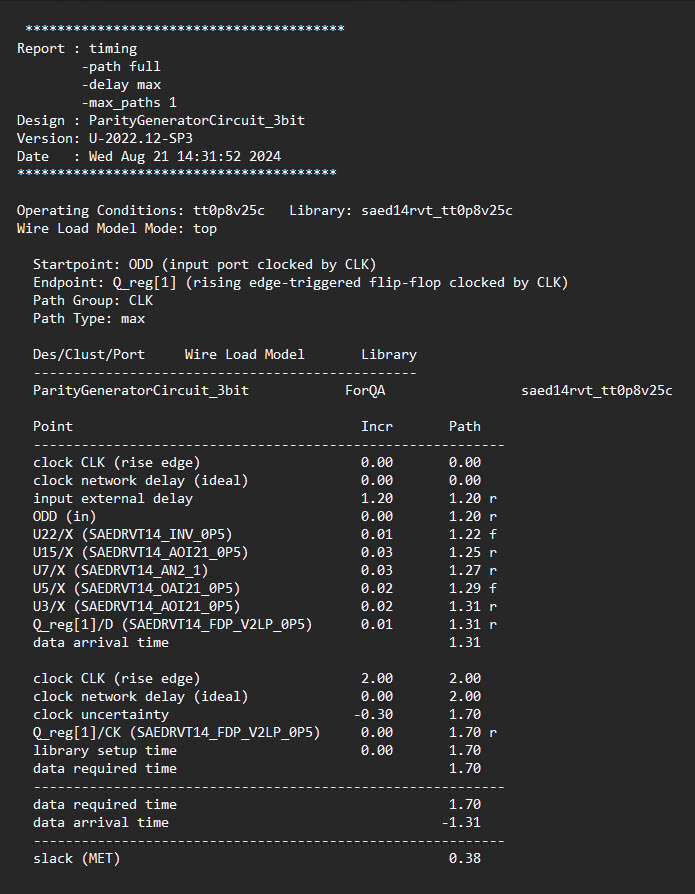 ****************************************
Report : timing
        -path full
        -delay max
        -max_paths 1
Design : ParityGeneratorCircuit_3bit
Version: U-2022.12-SP3
Date   : Wed Aug 21 14:31:52 2024
****************************************

Operating Conditions: tt0p8v25c   Library: saed14rvt_tt0p8v25c
Wire Load Model Mode: top

  Startpoint: ODD (input port clocked by CLK)
  Endpoint: Q_reg[1] (rising edge-triggered flip-flop clocked by CLK)
  Path Group: CLK
  Path Type: max

  Des/Clust/Port     Wire Load Model       Library
  ------------------------------------------------
  ParityGeneratorCircuit_3bit            ForQA                 saed14rvt_tt0p8v25c

  Point                                    Incr       Path
  -----------------------------------------------------------
  clock CLK (rise edge)                    0.00       0.00
  clock network delay (ideal)              0.00       0.00
  input external delay                     1.20       1.20 r
  ODD (in)                                 0.00       1.20 r
  U22/X (SAEDRVT14_INV_0P5)                0.01       1.22 f
  U15/X (SAEDRVT14_AOI21_0P5)              0.03       1.25 r
  U7/X (SAEDRVT14_AN2_1)                   0.03       1.27 r
  U5/X (SAEDRVT14_OAI21_0P5)               0.02       1.29 f
  U3/X (SAEDRVT14_AOI21_0P5)               0.02       1.31 r
  Q_reg[1]/D (SAEDRVT14_FDP_V2LP_0P5)      0.01       1.31 r
  data arrival time                                   1.31

  clock CLK (rise edge)                    2.00       2.00
  clock network delay (ideal)              0.00       2.00
  clock uncertainty                       -0.30       1.70
  Q_reg[1]/CK (SAEDRVT14_FDP_V2LP_0P5)     0.00       1.70 r
  library setup time                       0.00       1.70
  data required time                                  1.70
  -----------------------------------------------------------
  data required time                                  1.70
  data arrival time                                  -1.31
  -----------------------------------------------------------
  slack (MET)                                         0.38